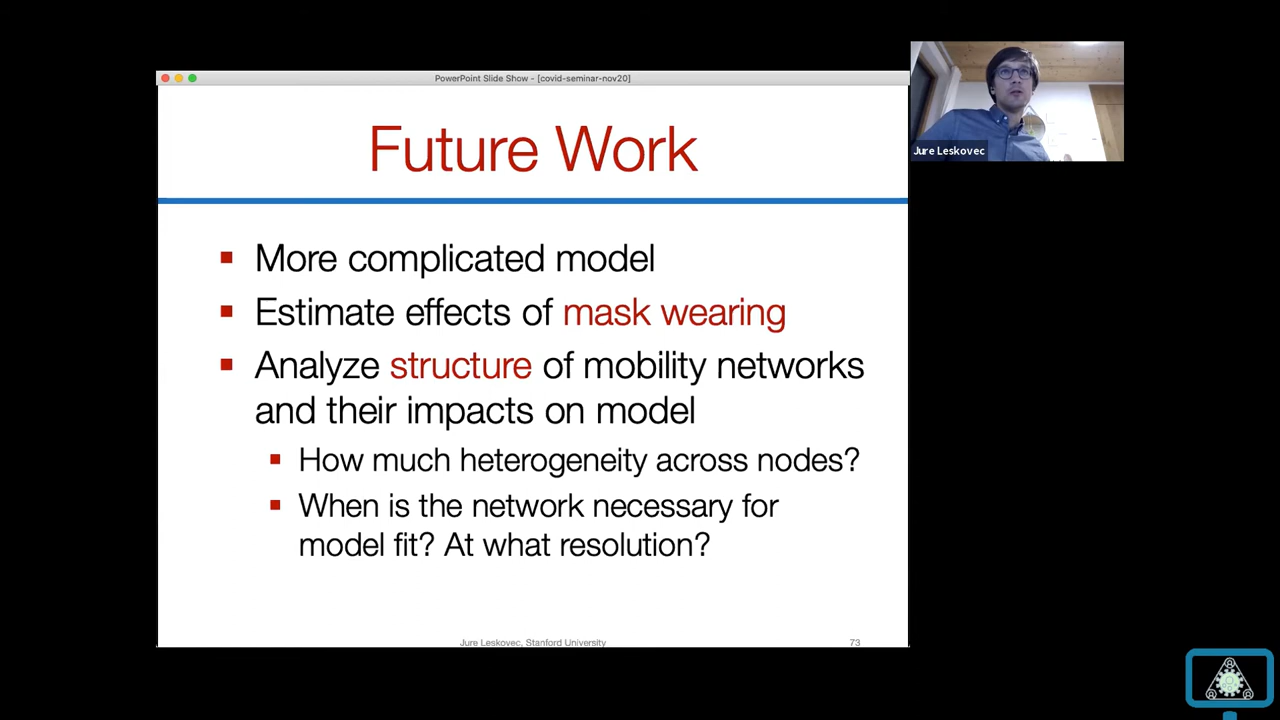 PowerPoint Slide Show - [covid-seminar-nov20]
Jure Leskovec
Future Work
More complicated model
Estimate effects of mask wearing
Analyze structure of mobility networks
and their impacts on model
How much heterogeneity across nodes?
When is the network necessary for
model fit? At what resolution?
Jure Leskovec, Stanford University
73